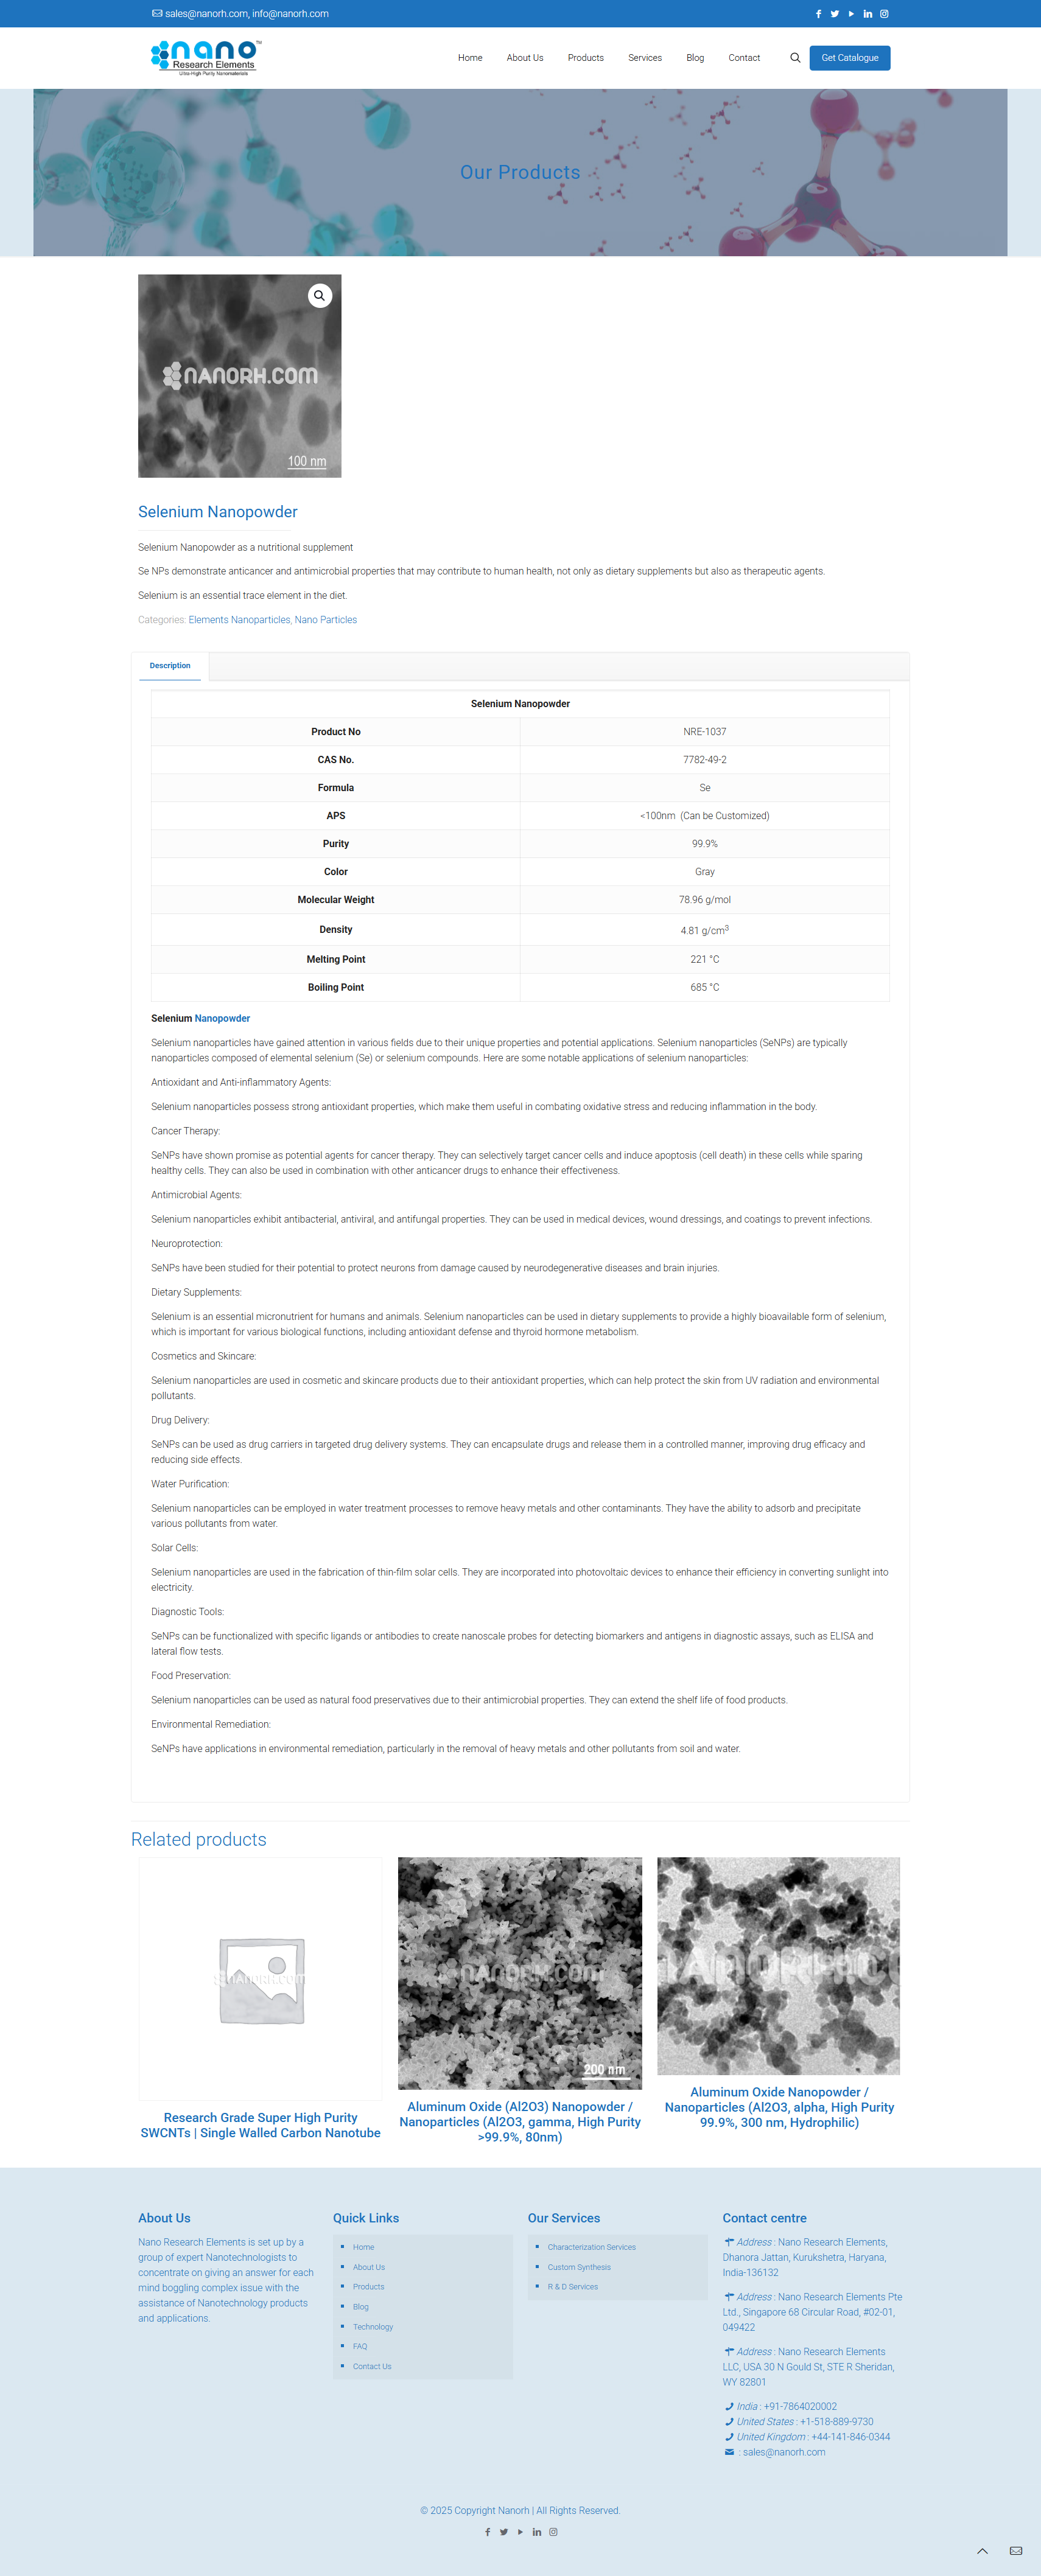 sales@nanorh.com, info@nanorh.com
nano™
Research Elements
Ultra-High Purity Nanomaterials
Home
About Us
Products
Services
Blog
Contact
Get Catalogue
Our Products
NANORH.COM
100 nm
Selenium Nanopowder
Selenium Nanopowder as a nutritional supplement
Se NPs demonstrate anticancer and antimicrobial properties that may contribute to human health, not only as dietary supplements but also as therapeutic agents.
Selenium is an essential trace element in the diet.
Categories: Elements Nanoparticles, Nano Particles
Description
Selenium Nanopowder
Product No NRE-1037
CAS No. 7782-49-2
Formula Se
APS <100nm (Can be Customized)
Purity 99.9%
Color Gray
Molecular Weight 78.96 g/mol
Density 4.81 g/cm3
Melting Point 221 °C
Boiling Point 685 °C
Selenium Nanopowder
Selenium nanoparticles have gained attention in various fields due to their unique properties and potential applications. Selenium nanoparticles (SeNPs) are typically
nanoparticles composed of elemental selenium (Se) or selenium compounds. Here are some notable applications of selenium nanoparticles:
Antioxidant and Anti-inflammatory Agents:
Selenium nanoparticles possess strong antioxidant properties, which make them useful in combating oxidative stress and reducing inflammation in the body.
Cancer Therapy:
SeNPs have shown promise as potential agents for cancer therapy. They can selectively target cancer cells and induce apoptosis (cell death) in these cells while sparing
healthy cells. They can also be used in combination with other anticancer drugs to enhance their effectiveness.
Antimicrobial Agents:
Selenium nanoparticles exhibit antibacterial, antiviral, and antifungal properties. They can be used in medical devices, wound dressings, and coatings to prevent infections.
Neuroprotection:
SeNPs have been studied for their potential to protect neurons from damage caused by neurodegenerative diseases and brain injuries.
Dietary Supplements:
Selenium is an essential micronutrient for humans and animals. Selenium nanoparticles can be used in dietary supplements to provide a highly bioavailable form of selenium,
which is important for various biological functions, including antioxidant defense and thyroid hormone metabolism.
Cosmetics and Skincare:
Selenium nanoparticles are used in cosmetic and skincare products due to their antioxidant properties, which can help protect the skin from UV radiation and environmental
pollutants.
Drug Delivery:
SeNPs can be used as drug carriers in targeted drug delivery systems. They can encapsulate drugs and release them in a controlled manner, improving drug efficacy and
reducing side effects.
Water Purification:
Selenium nanoparticles can be employed in water treatment processes to remove heavy metals and other contaminants. They have the ability to adsorb and precipitate
various pollutants from water.
Solar Cells:
Selenium nanoparticles are used in the fabrication of thin-film solar cells. They are incorporated into photovoltaic devices to enhance their efficiency in converting sunlight into
electricity.
Diagnostic Tools:
SeNPs can be functionalized with specific ligands or antibodies to create nanoscale probes for detecting biomarkers and antigens in diagnostic assays, such as ELISA and
lateral flow tests.
Food Preservation:
Selenium nanoparticles can be used as natural food preservatives due to their antimicrobial properties. They can extend the shelf life of food products.
Environmental Remediation:
SeNPs have applications in environmental remediation, particularly in the removal of heavy metals and other pollutants from soil and water.
Related products
NANORH.COM
Research Grade Super High Purity
SWCNTs | Single Walled Carbon Nanotube
NANORH.COM
200 nm
Aluminum Oxide (Al2O3) Nanopowder /
Nanoparticles (Al2O3, gamma, High Purity
>99.9%, 80nm)
Aluminum Oxide Nanopowder /
Nanoparticles (Al2O3, alpha, High Purity
99.9%, 300 nm, Hydrophilic)
About Us
Nano Research Elements is set up by a
group of expert Nanotechnologists to
concentrate on giving an answer for each
mind boggling complex issue with the
assistance of Nanotechnology products
and applications.
Quick Links
Home
About Us
Products
Blog
Technology
FAQ
Contact Us
Our Services
Characterization Services
Custom Synthesis
R & D Services
Contact centre
Address : Nano Research Elements,
Dhanora Jattan, Kurukshetra, Haryana,
India-136132
Address : Nano Research Elements Pte
Ltd., Singapore 68 Circular Road, #02-01,
049422
Address : Nano Research Elements
LLC, USA 30 N Gould St, STE R Sheridan,
WY 82801
India : +91-7864020002
United States : +1-518-889-9730
United Kingdom : +44-141-846-0344
: sales@nanorh.com
© 2025 Copyright Nanorh | All Rights Reserved.